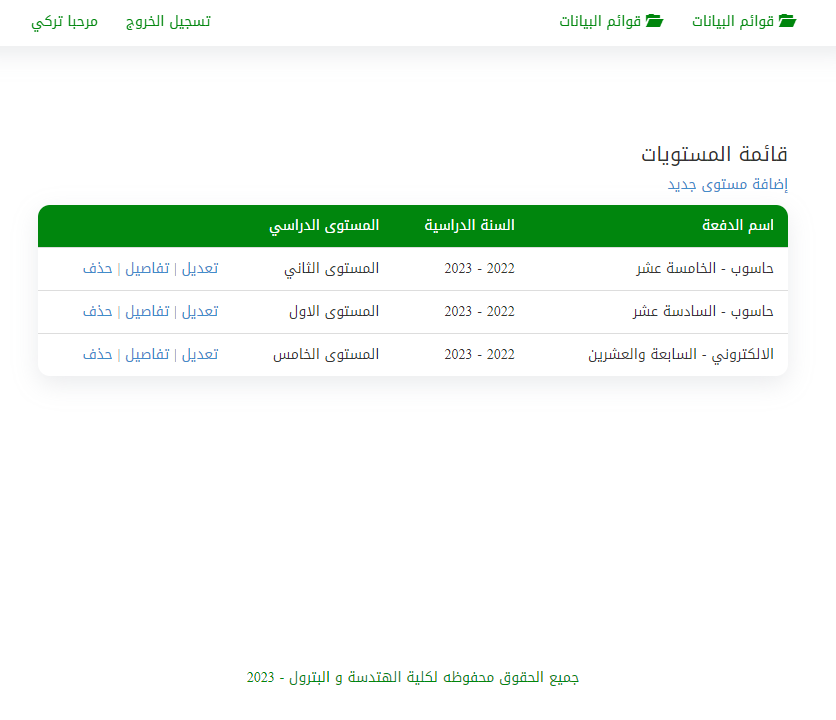 قوائم البيانات قوائم البيانات تسجيل الخروج مرحبا تركي
قائمة المستويات
إضافة مستوى جديد
اسم الدفعة السنة الدراسية المستوى الدراسي
حاسوب - الخامسة عشر 2022 - 2023 المستوى الثاني تعديل | تفاصيل | حذف
حاسوب - السادسة عشر 2022 - 2023 المستوى الاول تعديل | تفاصيل | حذف
الالكتروني - السابعة والعشرين 2022 - 2023 المستوى الخامس تعديل | تفاصيل | حذف
جميع الحقوق محفوظه لكلية الهتدسة و البترول - 2023